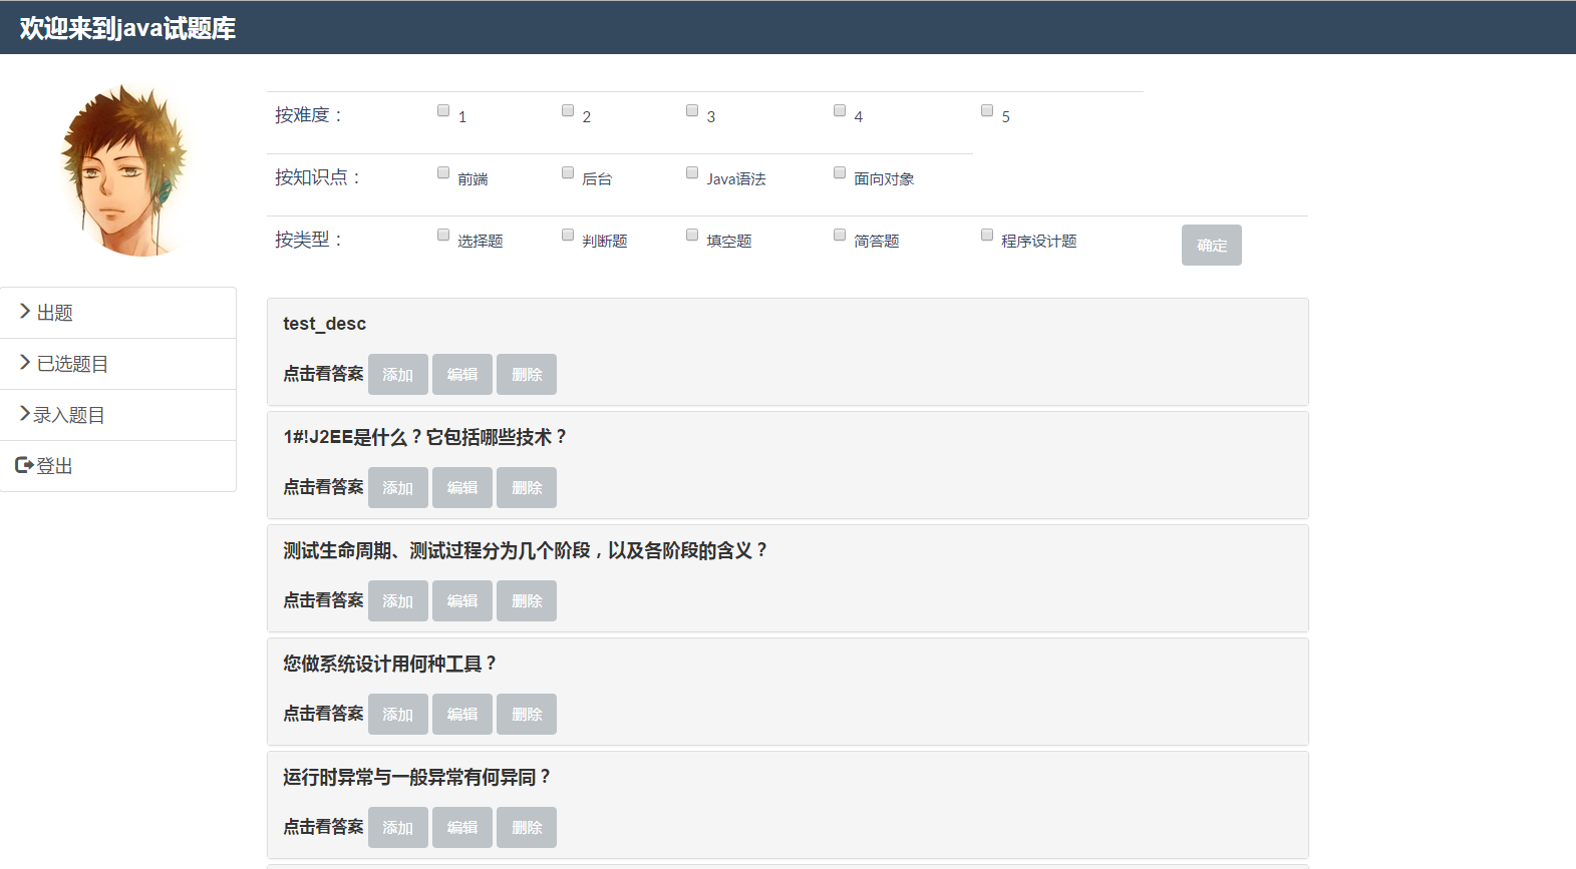 欢迎来到java试题库
按难度： 1 2 3 4 5
按知识点： 前端 后台 Java语法 面向对象
按类型： 选择题 判断题 填空题 简答题 程序设计题 确定
出题
已选题目
录入题目
登出
test_desc
点击看答案 添加 编辑 删除
1#!J2EE是什么？它包括哪些技术？
点击看答案 添加 编辑 删除
测试生命周期、测试过程分为几个阶段，以及各阶段的含义？
点击看答案 添加 编辑 删除
您做系统设计用何种工具？
点击看答案 添加 编辑 删除
运行时异常与一般异常有何异同？
点击看答案 添加 编辑 删除